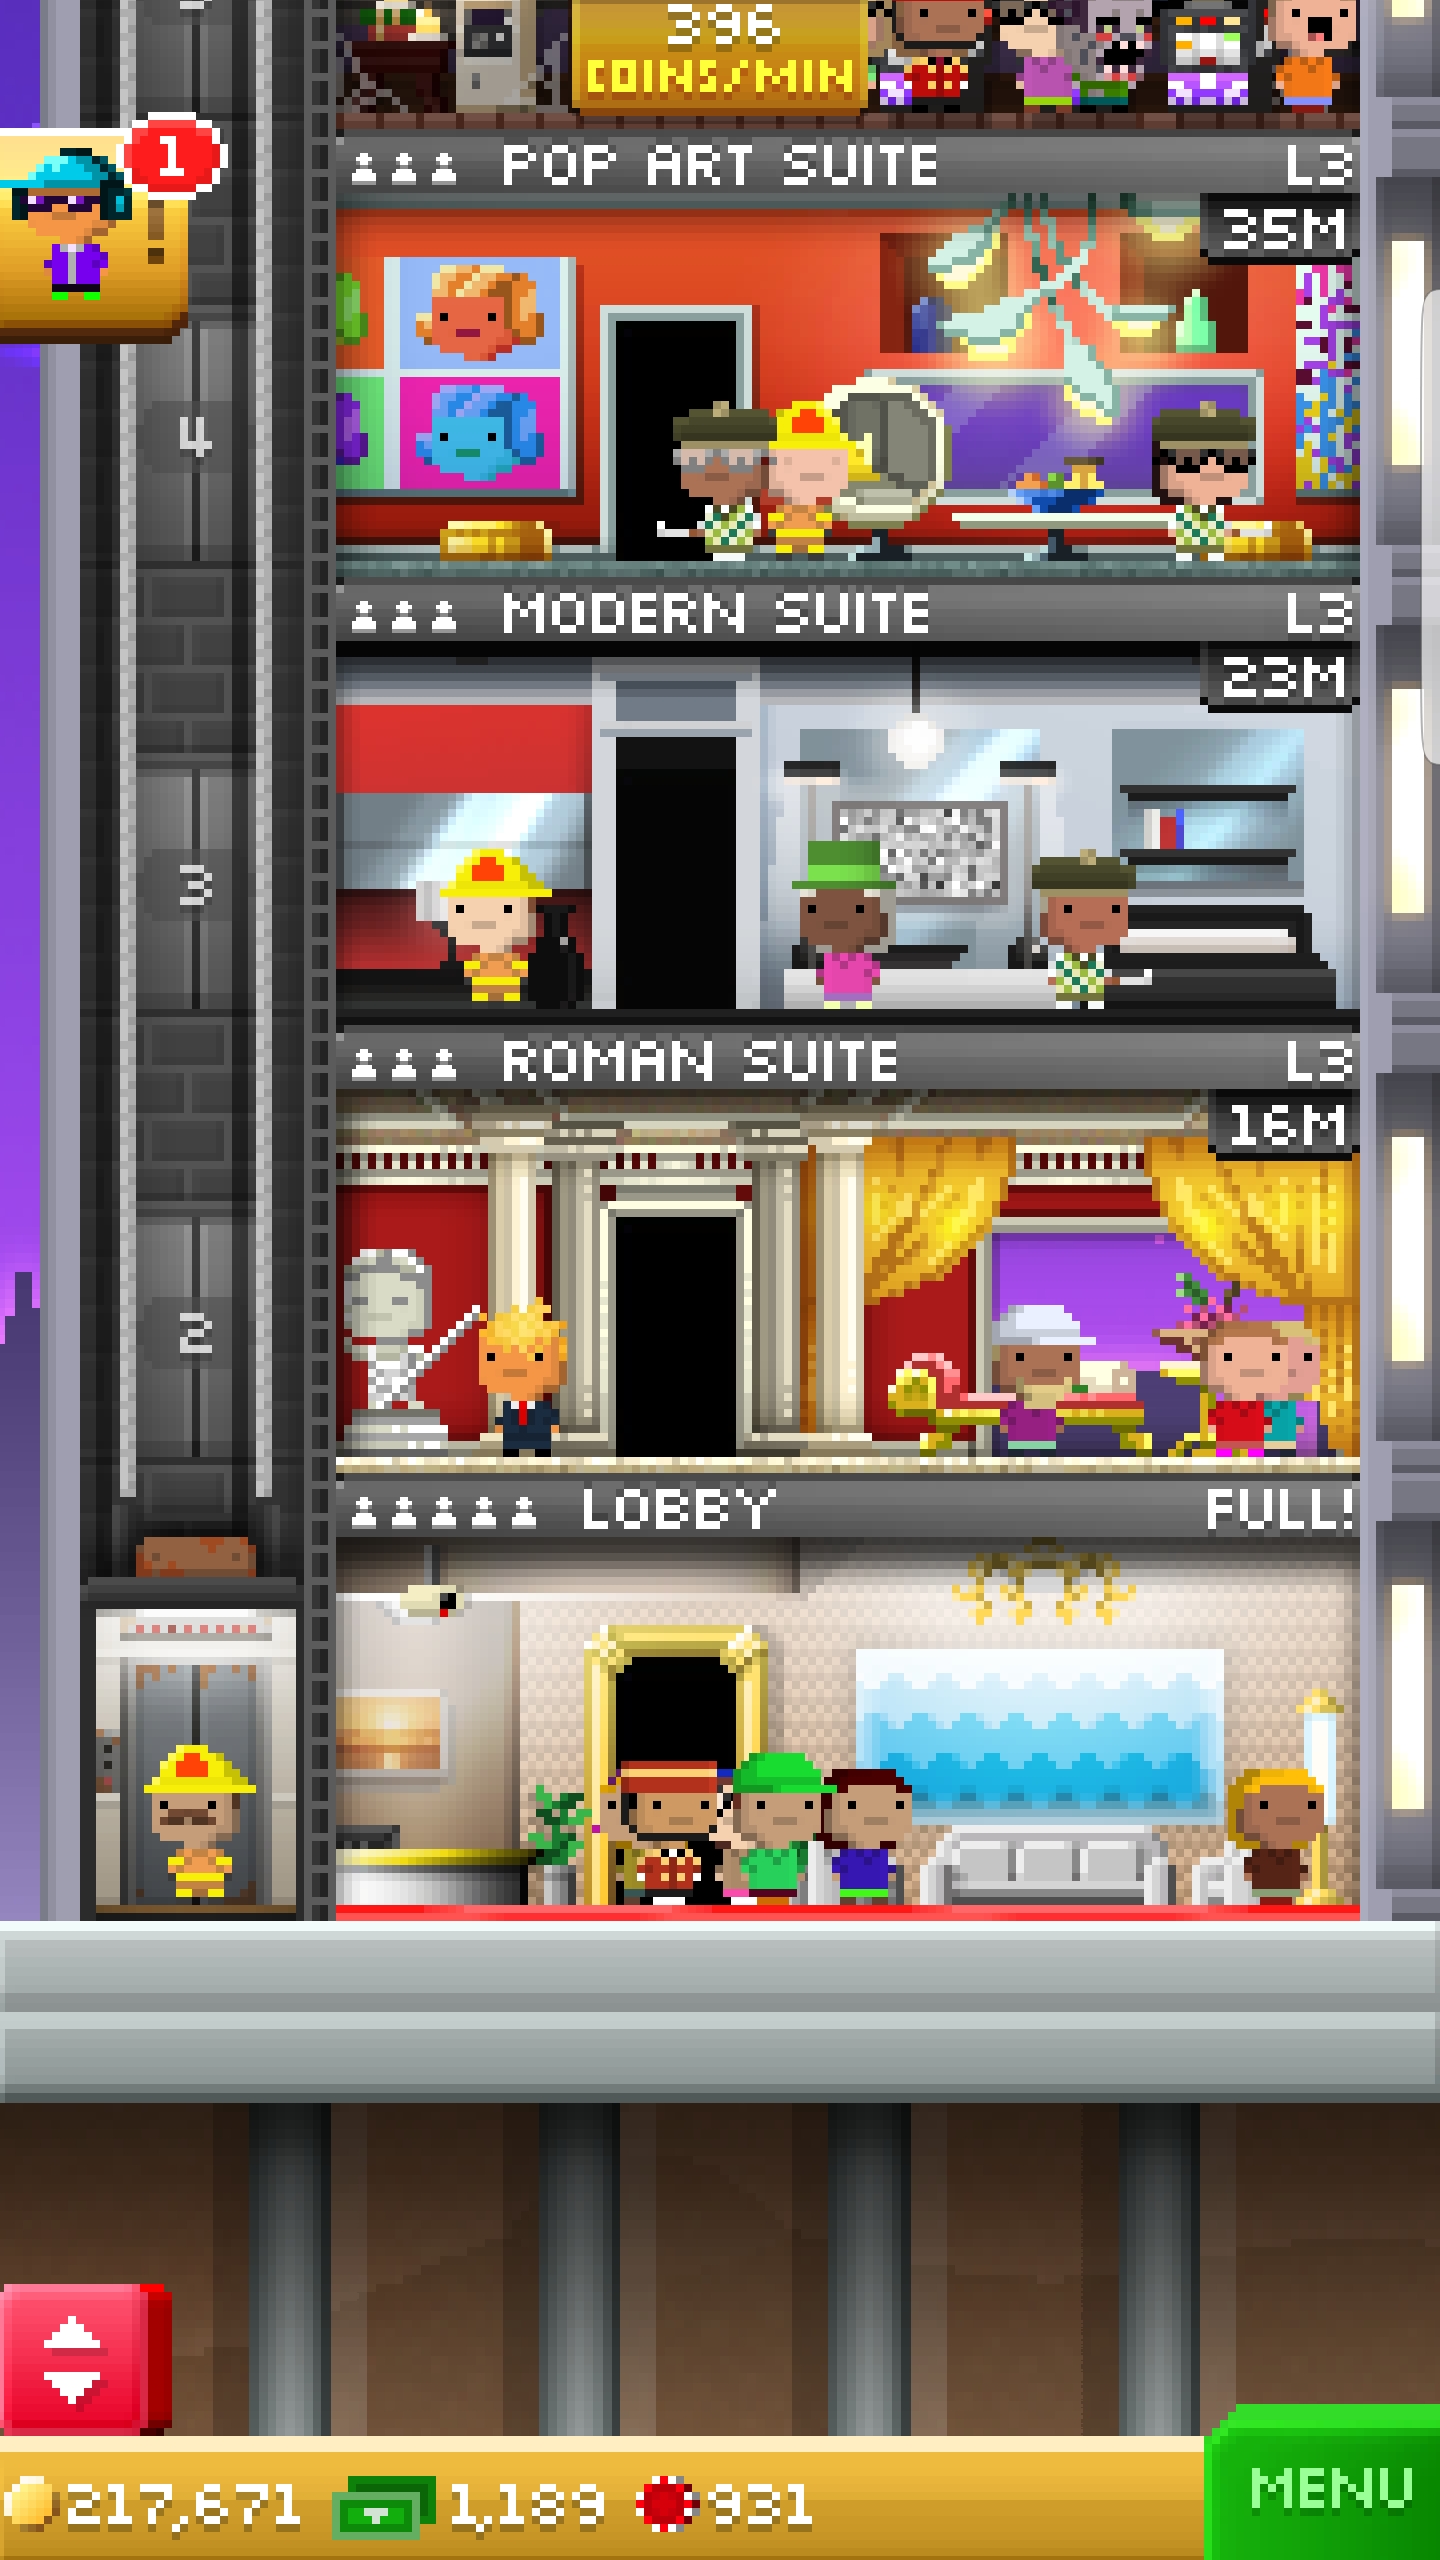 396
COINS/MIN
1
!
POP ART SUITE L3
35M
4
MODERN SUITE L3
23M
3
ROMAN SUITE L3
16M
2
LOBBY FULL!
217,671 1,189 931
MENU